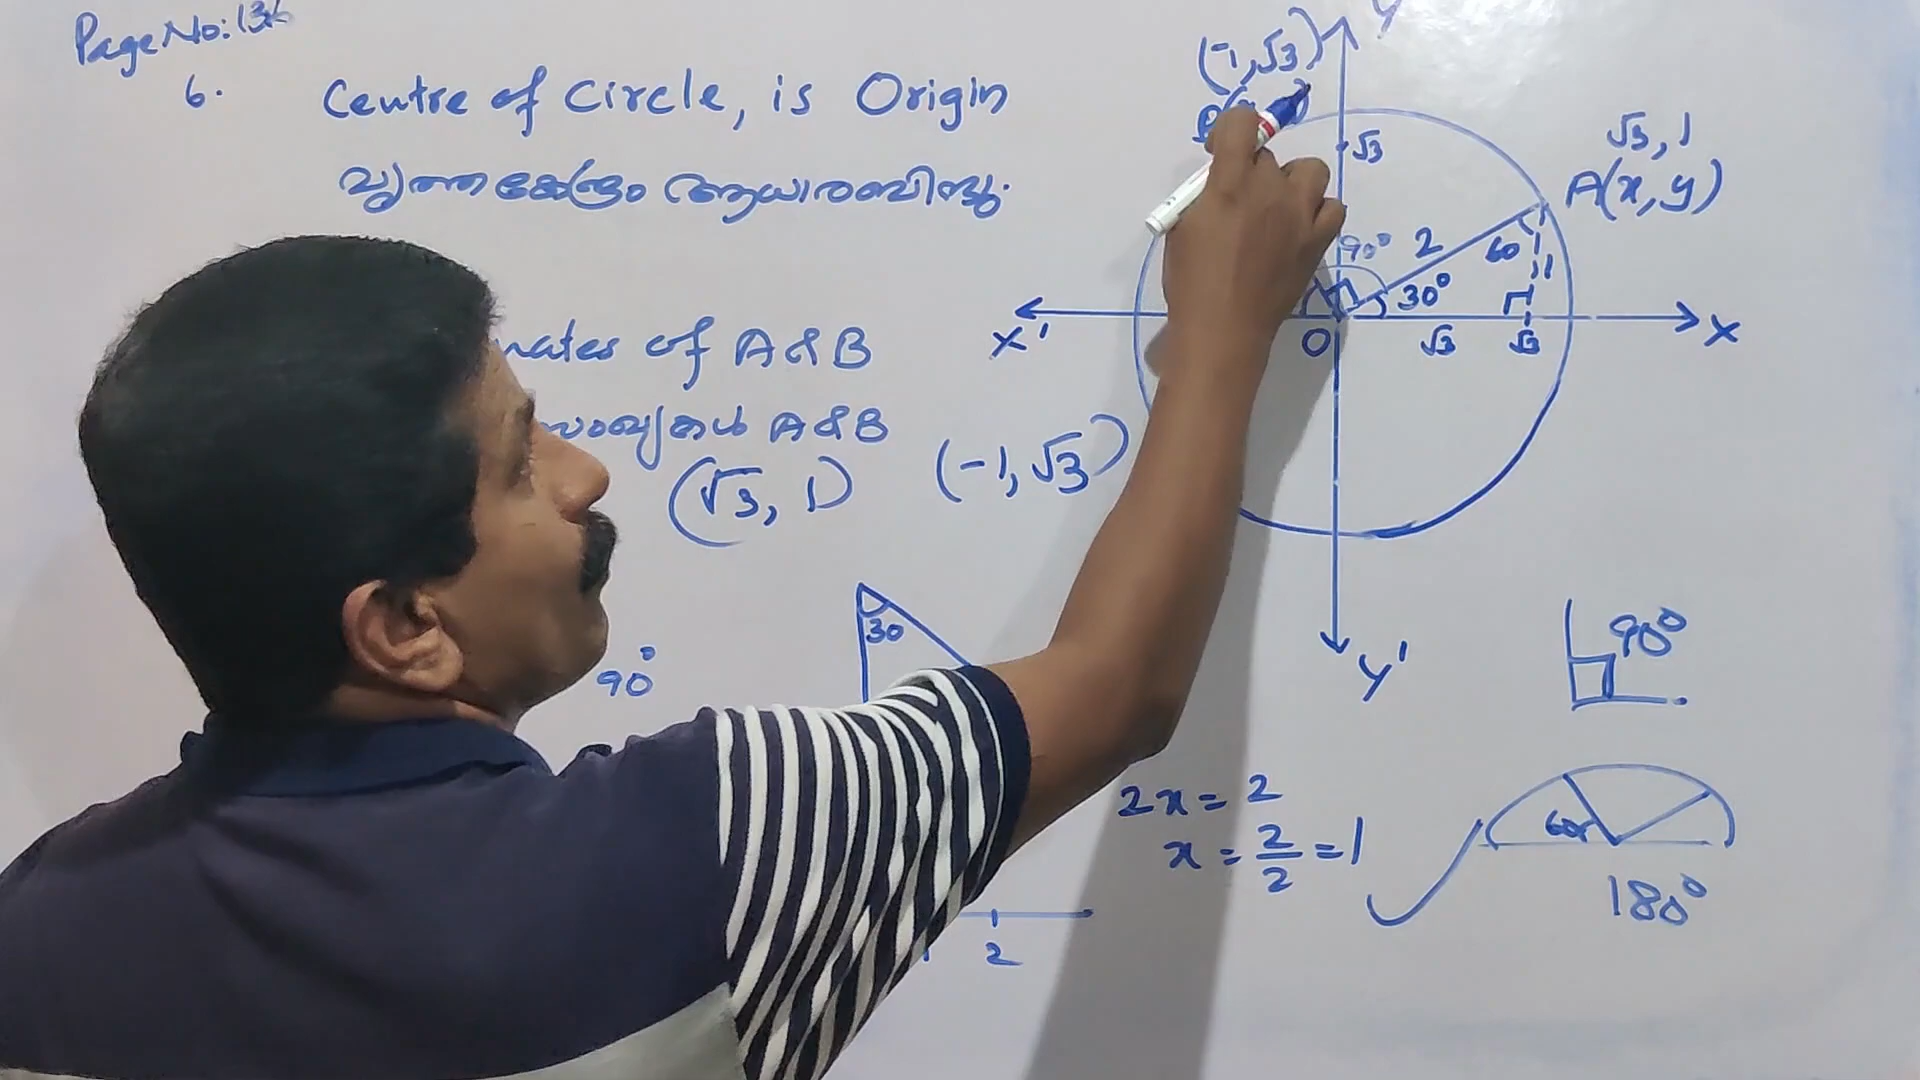 Page No: 136
6.
Centre of Circle, is Origin
വൃത്തകേന്ദ്രം ആധാരബിന്ദു.
nates of A & B
സംഖ്യകൾ A & B
(√3, 1) (-1, √3)
30
90°
2x = 2
x = 2/2 = 1
2
Y
(-1, √3)
B
√3
√3, 1
A(x, y)
90° 2 60 1
30°
X' O √3 √3 X
Y'
90°
60
180°